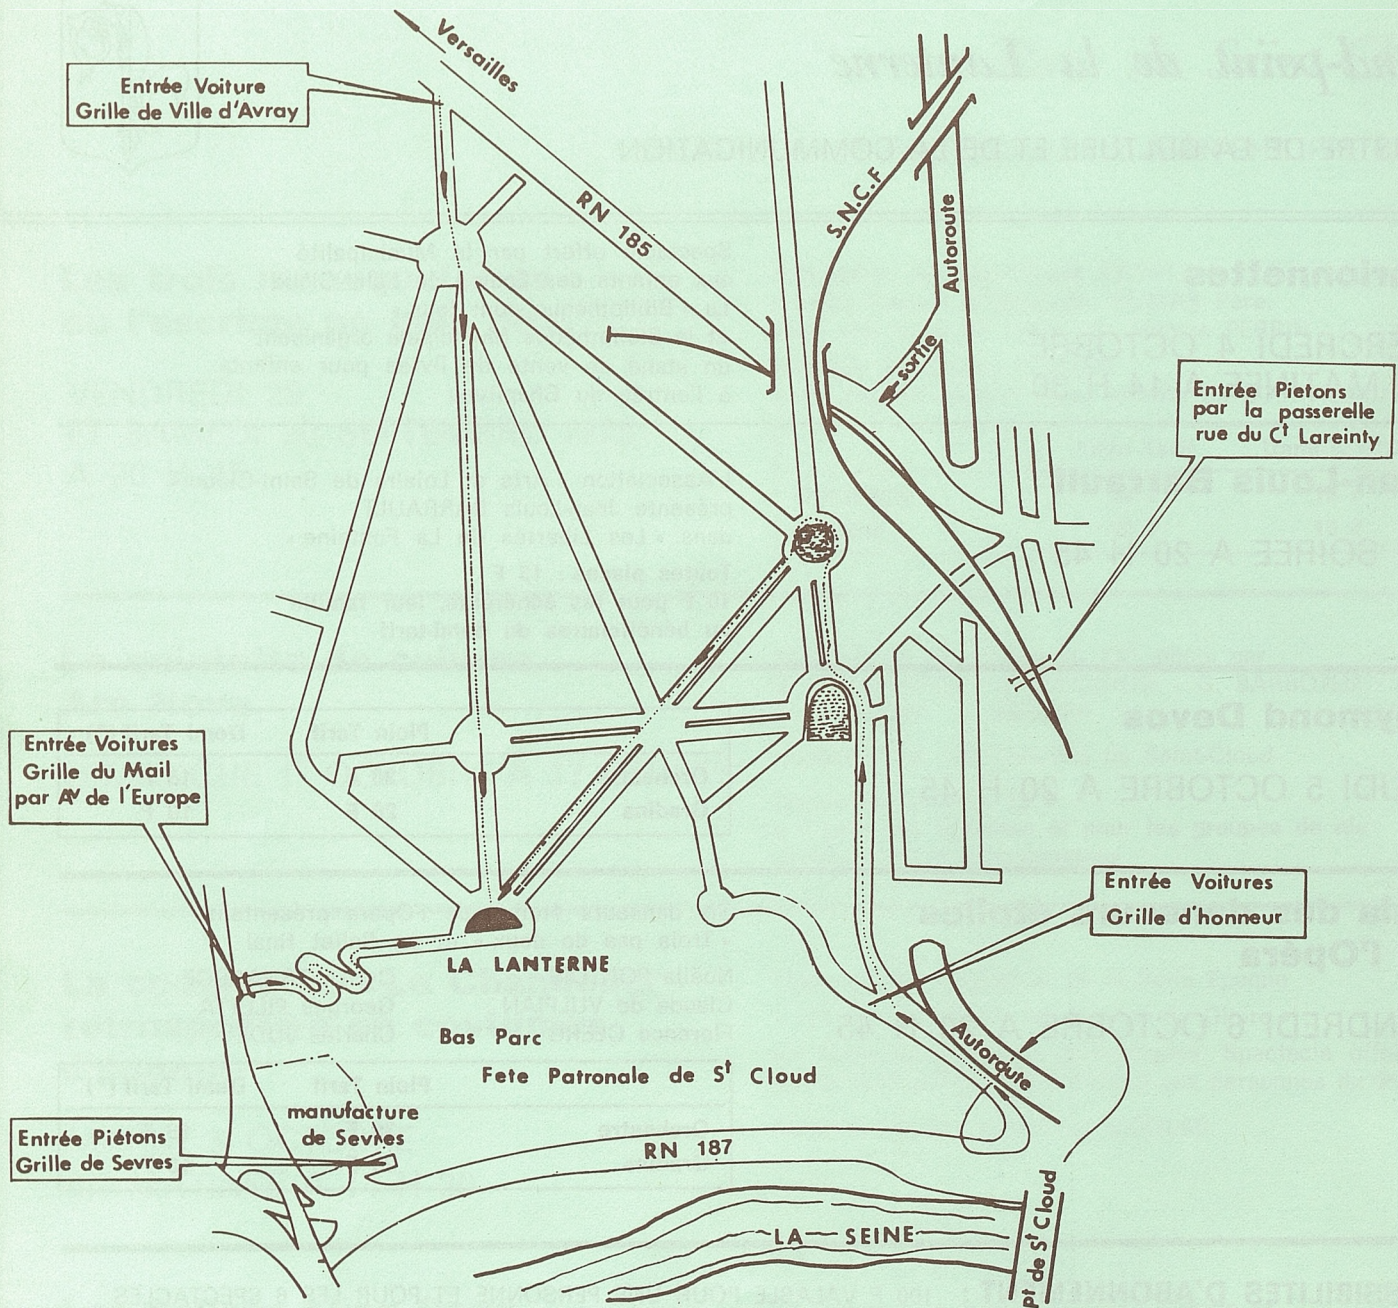 Versailles
Entrée Voiture
Grille de Ville d'Avray
RN 185
S.N.C.F
Autoroute
sortie
Entrée Pietons
par la passerelle
rue du Ct Lareinty
Entrée Voitures
Grille du Mail
par Av de l'Europe
Entrée Voitures
Grille d'honneur
LA LANTERNE
Bas Parc
Fete Patronale de St Cloud
Autoroute
manufacture
de Sevres
Entrée Piétons
Grille de Sevres
RN 187
LA SEINE
pt de St Cloud